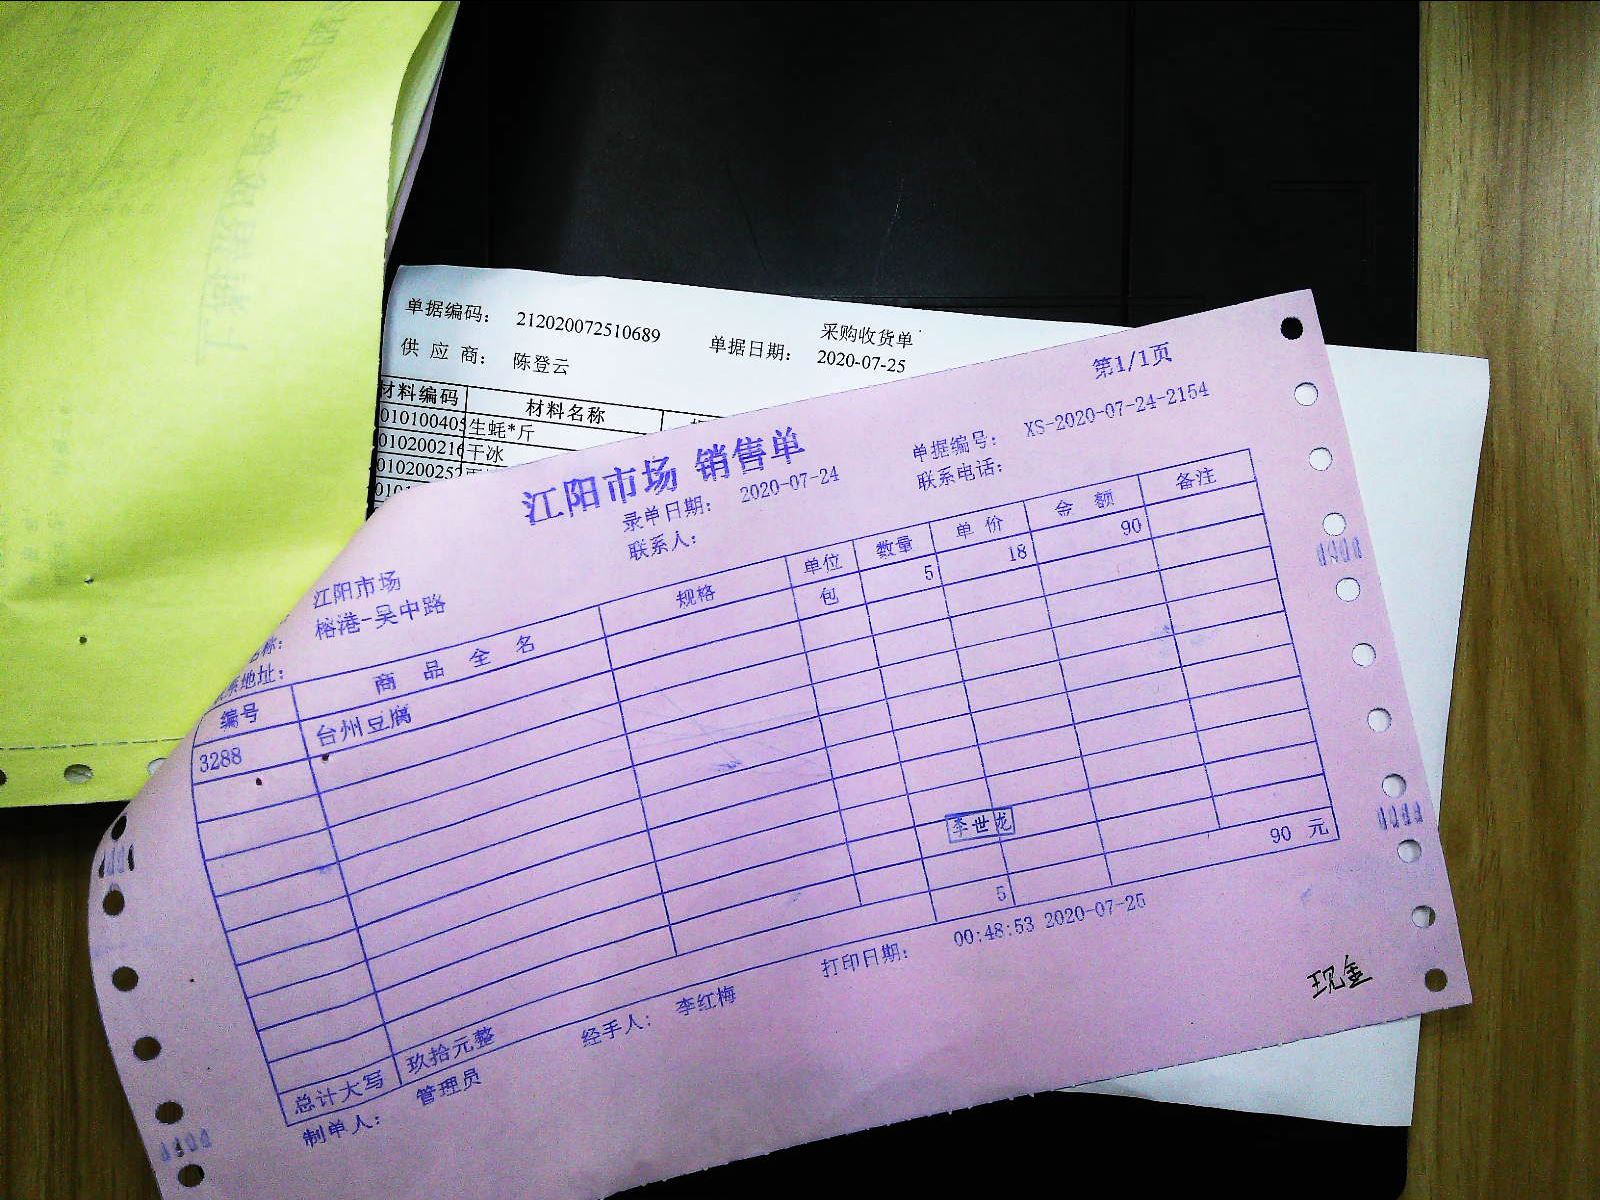 采购收货单
单据编码: 212020072510689 单据日期: 2020-07-25
供应商: 陈登云
材料编码 材料名称
010100405 生蚝*斤
01020021 干冰
01020025
第1/1页
江阳市场 销售单
单据编号: XS-2020-07-24-2154
录单日期: 2020-07-24
联系电话:
联系人:
江阳市场
称: 榕港-吴中路
地址:
编号 商品全名 规格 单位 数量 单价 金额 备注
3288 台州豆腐 包 5 18 90
李世龙
总计大写 玖拾元整 5 90 元
制单人: 管理员 经手人: 李红梅 打印日期: 00:48:53 2020-07-25
现金